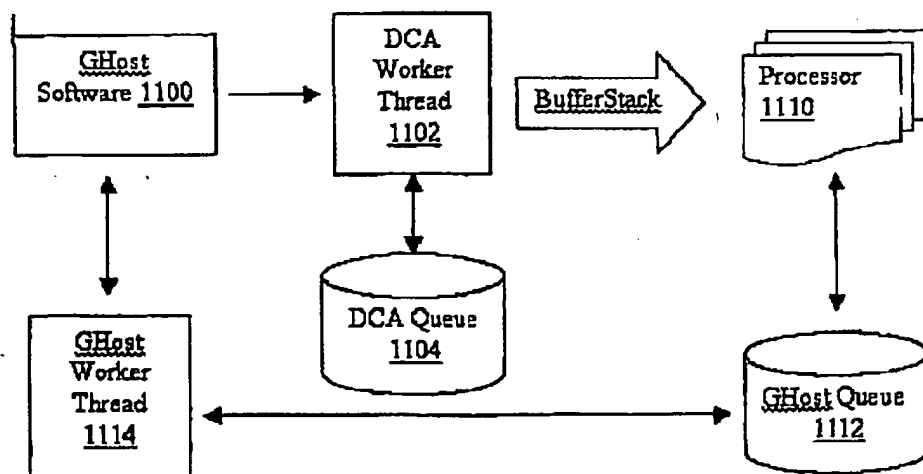 GHost
Software 1100
DCA
Worker
Thread
1102
BufferStack
Processor
1110
DCA Queue
1104
GHost
Worker
Thread
1114
GHost Queue
1112